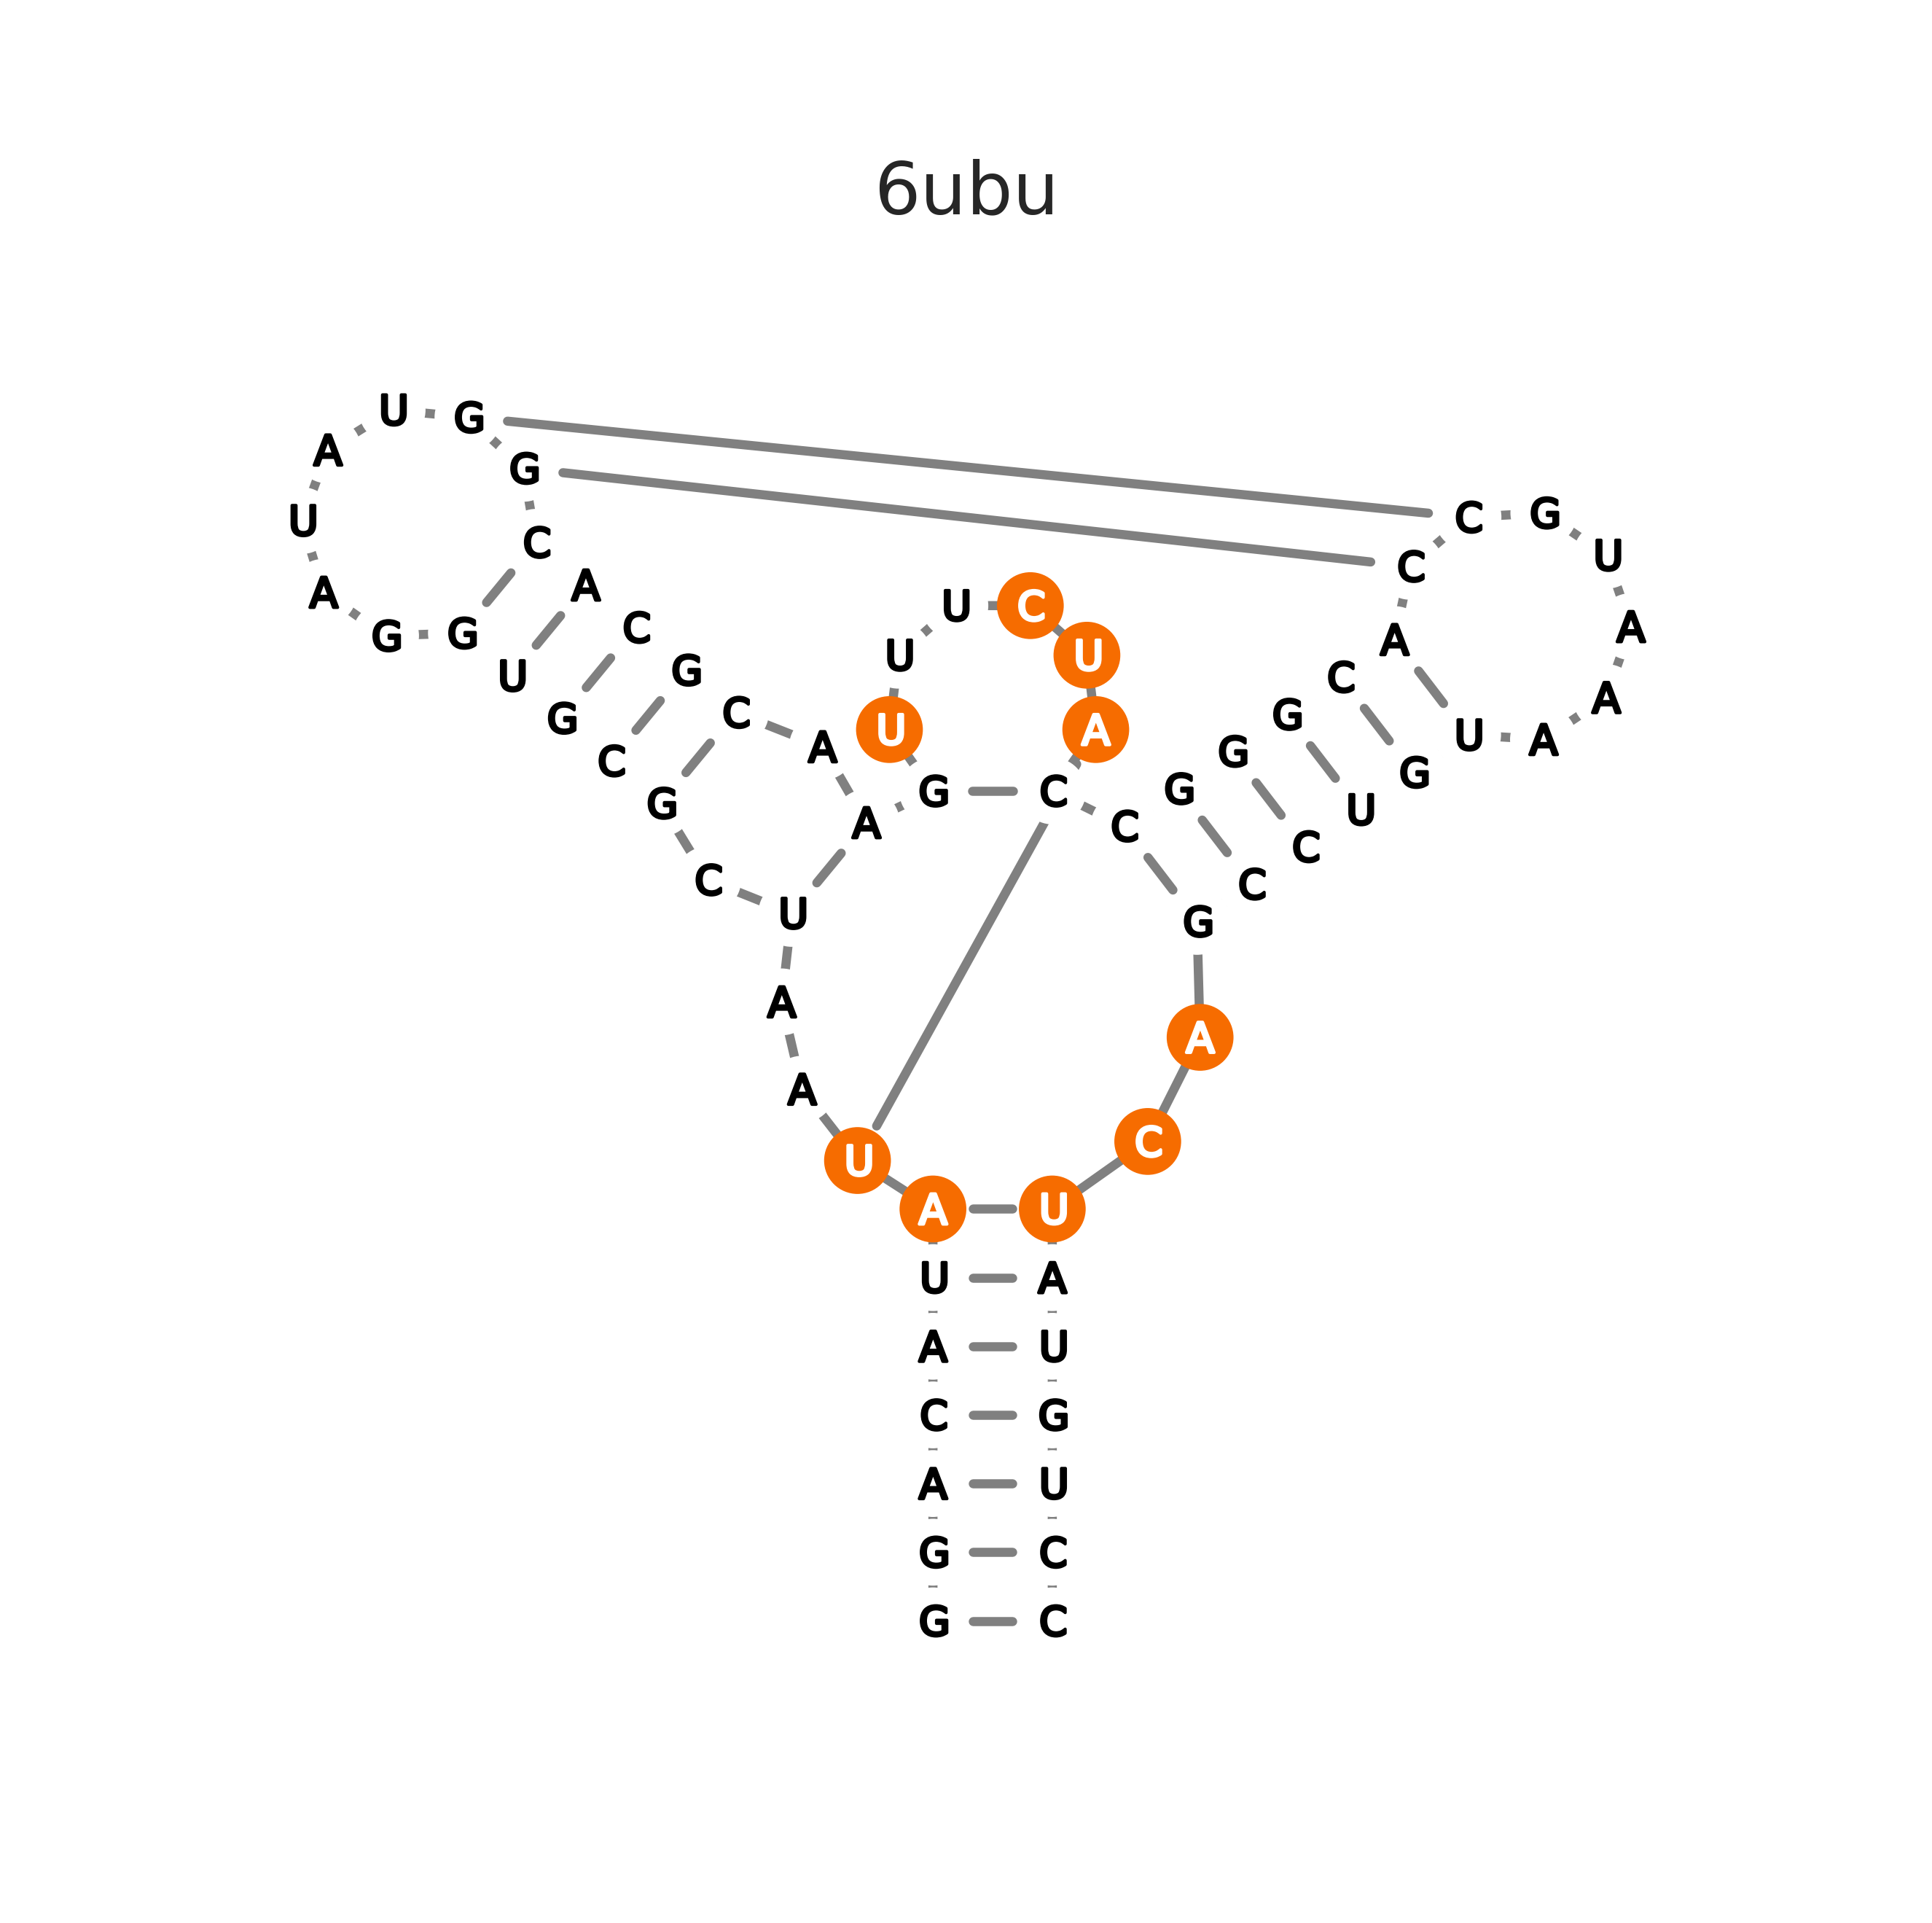 6ubu
U G
A G
U C G
C C U
A A U C
G G C A A
U G U U C
G C U A G A
C A G U A
G G C G G
A C U
C C C
U G
A A
A
U C
A U
U A
A U
C G
A U
G C
G C